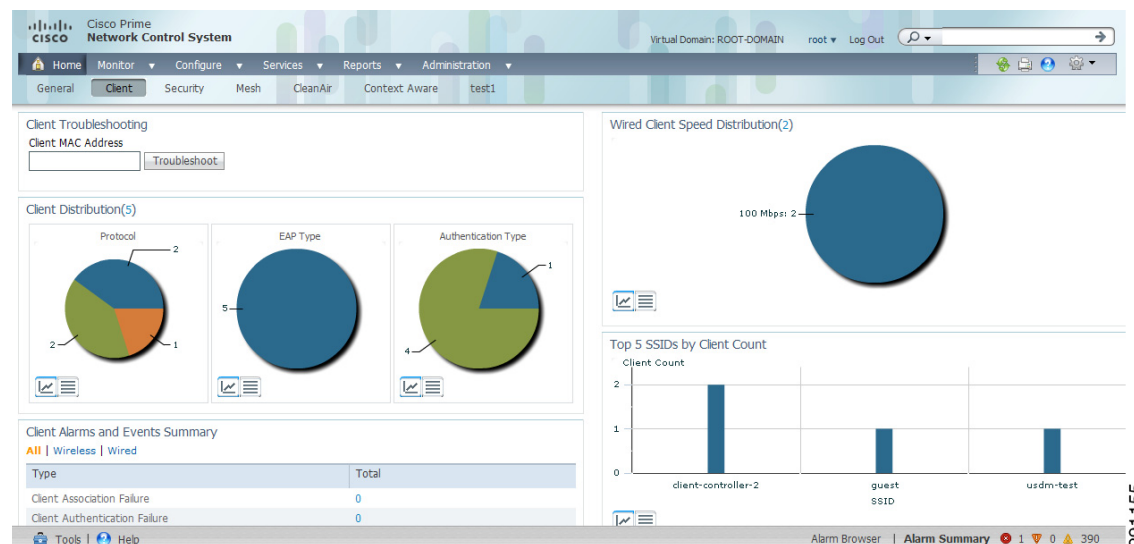 CISCO
Cisco Prime
Network Control System
Virtual Domain: ROOT-DOMAIN root Log Out
Home Monitor Configure Services Reports Administration
General Client Security Mesh CleanAir Context Aware test1
Client Troubleshooting
Client MAC Address
Troubleshoot
Client Distribution(5)
Protocol
2
2
1
EAP Type
5
Authentication Type
1
4
Client Alarms and Events Summary
All | Wireless | Wired
Type Total
Client Association Failure 0
Client Authentication Failure 0
Wired Client Speed Distribution(2)
100 Mbps: 2
Top 5 SSIDs by Client Count
Client Count
2
1
0
client-controller-2 guest usdm-test
SSID
Tools | Help
Alarm Browser | Alarm Summary 1 0 390